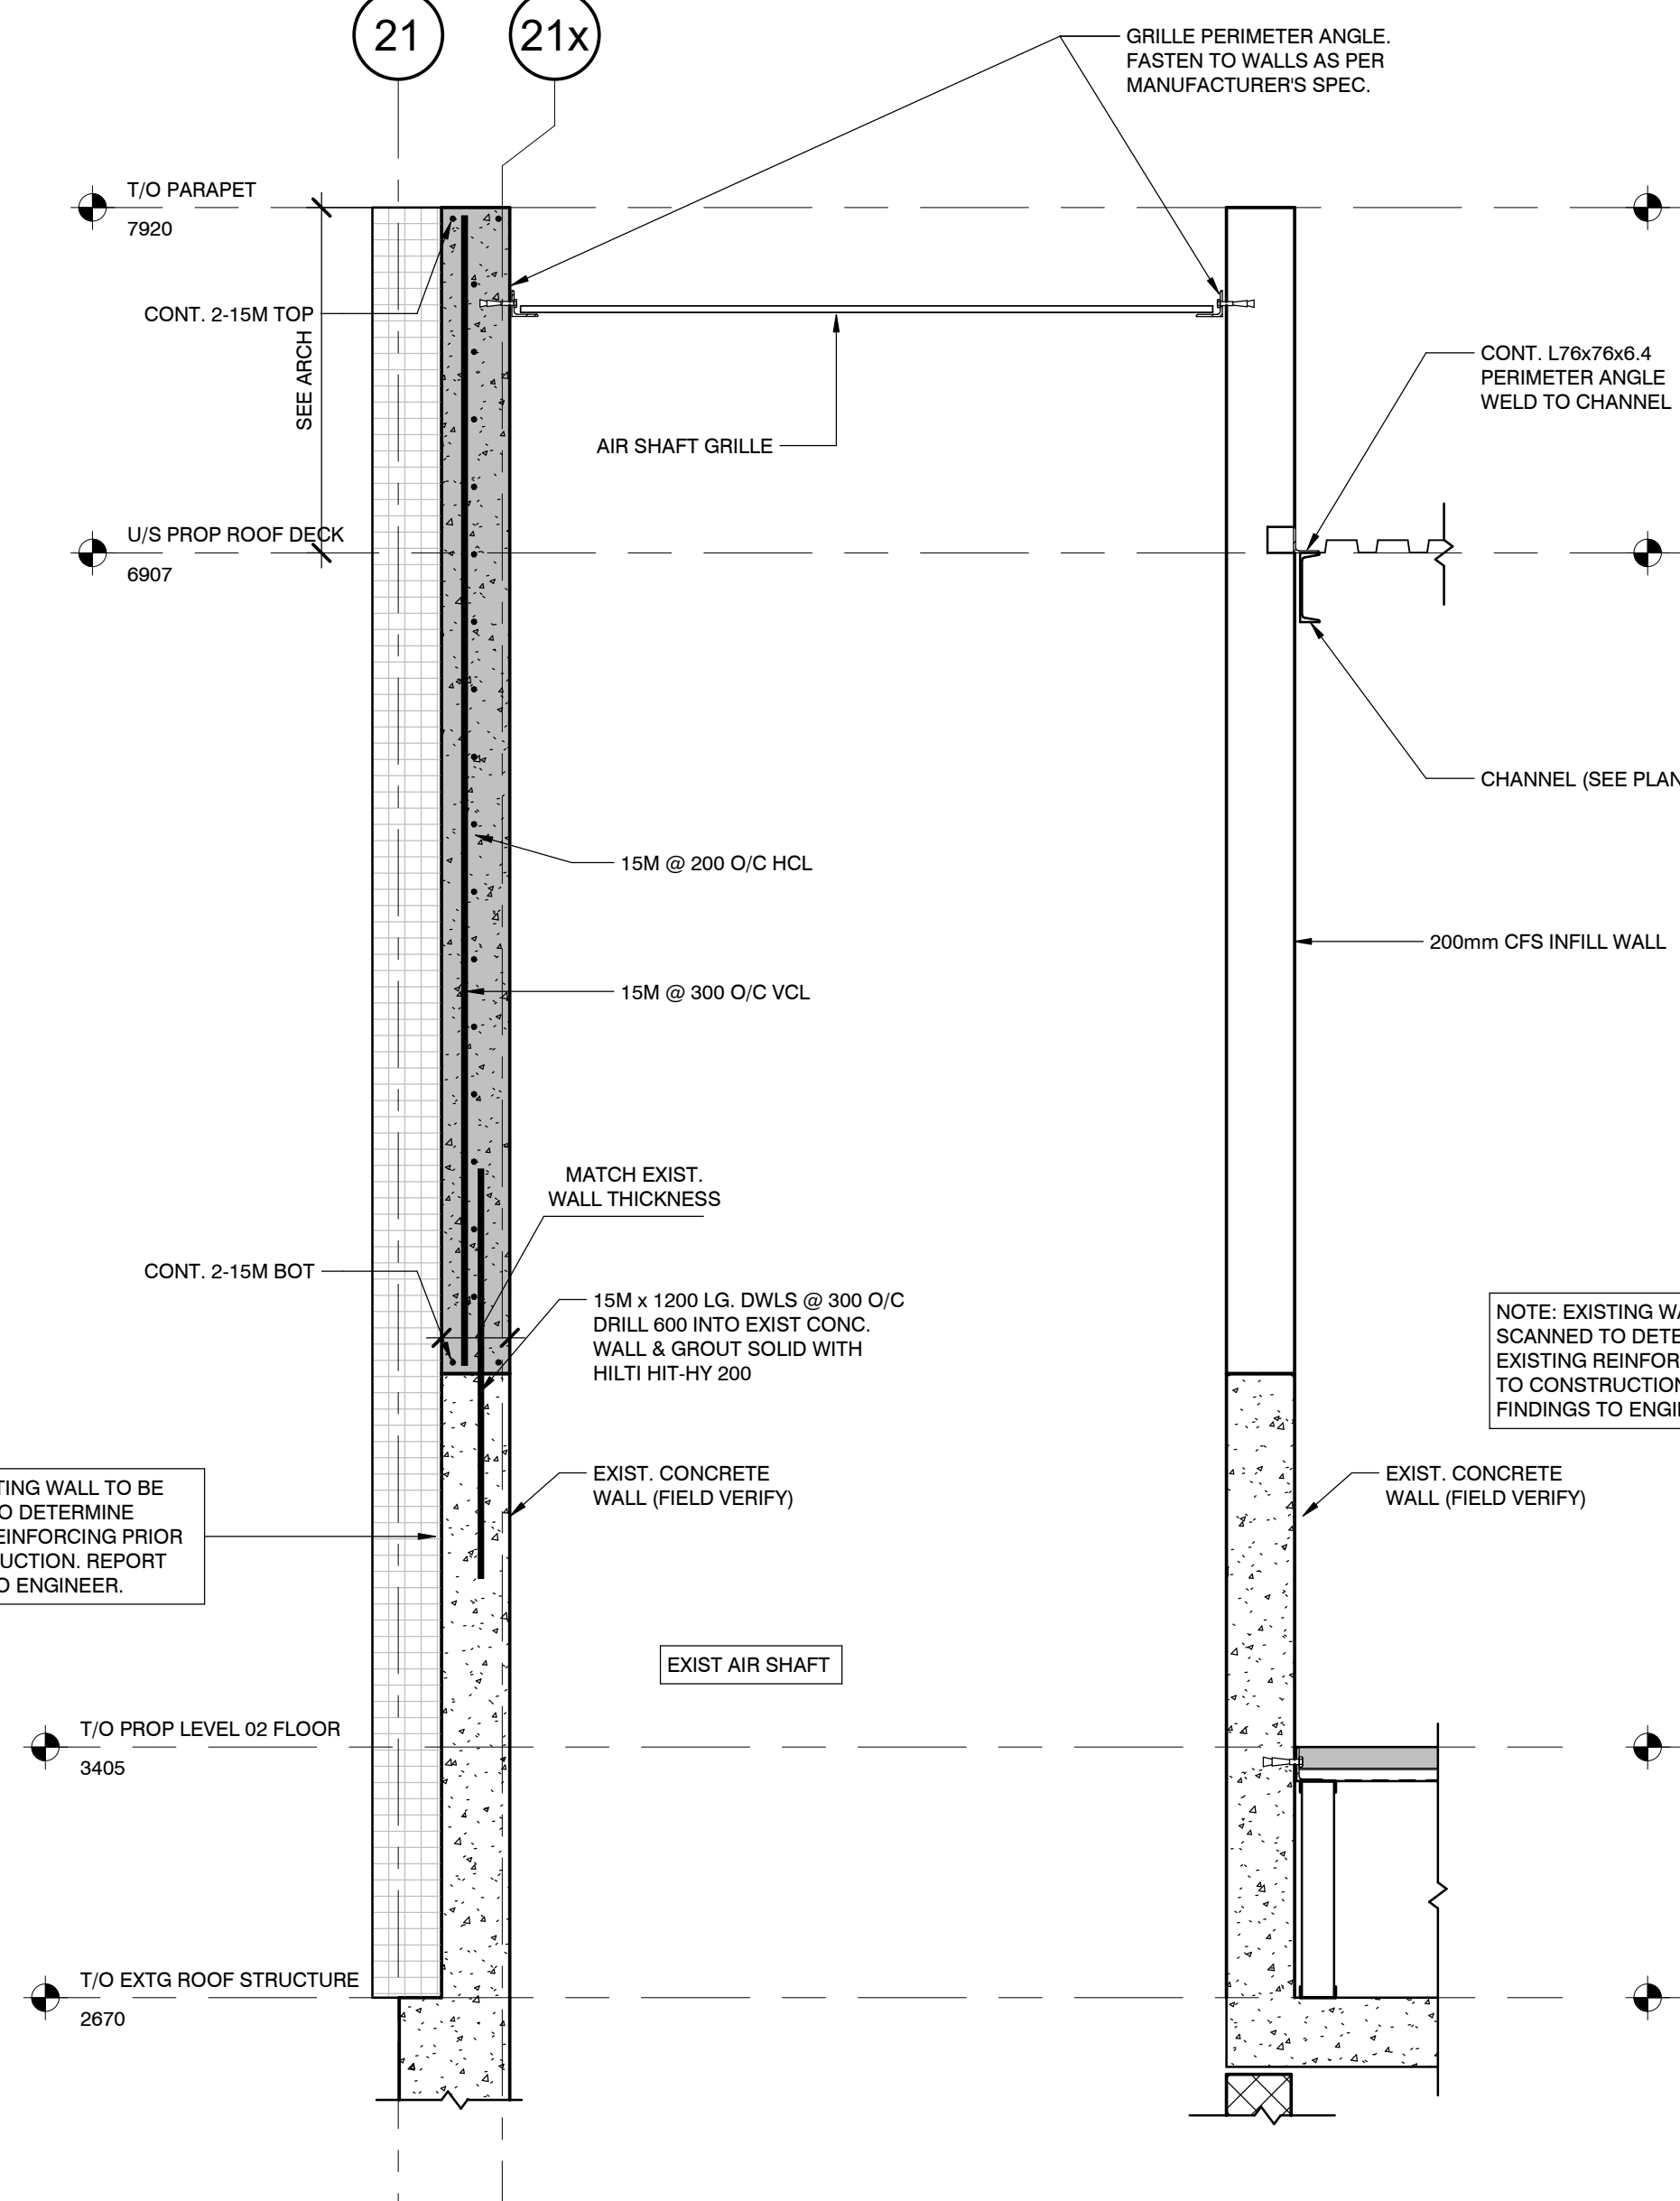 21
21x
GRILLE PERIMETER ANGLE.
FASTEN TO WALLS AS PER
MANUFACTURER'S SPEC.
T/O PARAPET
7920
CONT. 2-15M TOP
SEE ARCH
CONT. L76x76x6.4
PERIMETER ANGLE
WELD TO CHANNEL
AIR SHAFT GRILLE
U/S PROP ROOF DECK
6907
CHANNEL (SEE PLAN
15M @ 200 O/C HCL
200mm CFS INFILL WALL
15M @ 300 O/C VCL
MATCH EXIST.
WALL THICKNESS
CONT. 2-15M BOT
15M x 1200 LG. DWLS @ 300 O/C
DRILL 600 INTO EXIST CONC.
WALL & GROUT SOLID WITH
HILTI HIT-HY 200
NOTE: EXISTING WA
SCANNED TO DETE
EXISTING REINFOR
TO CONSTRUCTION
FINDINGS TO ENGI
TING WALL TO BE
O DETERMINE
EINFORCING PRIOR
UCTION. REPORT
O ENGINEER.
EXIST. CONCRETE
WALL (FIELD VERIFY)
EXIST. CONCRETE
WALL (FIELD VERIFY)
EXIST AIR SHAFT
T/O PROP LEVEL 02 FLOOR
3405
T/O EXTG ROOF STRUCTURE
2670